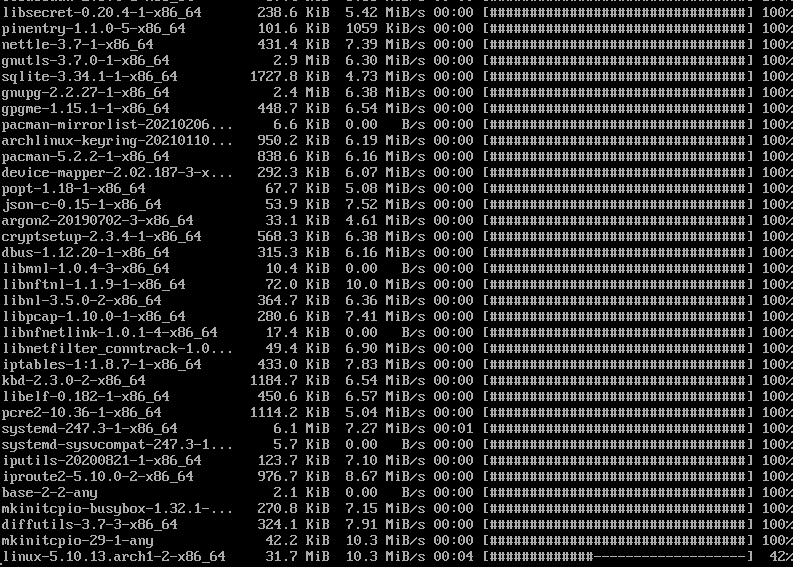 libsecret-0.20.4-1-x86_64 238.6 KiB 5.42 MiB/s 00:00 [################################] 100%
pinentry-1.1.0-5-x86_64 101.6 KiB 1059 KiB/s 00:00 [################################] 100%
nettle-3.7-1-x86_64 431.4 KiB 7.39 MiB/s 00:00 [################################] 100%
gnutls-3.7.0-1-x86_64 2.9 MiB 6.30 MiB/s 00:00 [################################] 100%
sqlite-3.34.1-1-x86_64 1727.8 KiB 4.73 MiB/s 00:00 [################################] 100%
gnupg-2.2.27-1-x86_64 2.4 MiB 6.38 MiB/s 00:00 [################################] 100%
gpgme-1.15.1-1-x86_64 448.7 KiB 6.54 MiB/s 00:00 [################################] 100%
pacman-mirrorlist-20210206... 6.6 KiB 0.00 B/s 00:00 [################################] 100%
archlinux-keyring-20210110... 950.2 KiB 6.19 MiB/s 00:00 [################################] 100%
pacman-5.2.2-1-x86_64 838.6 KiB 6.16 MiB/s 00:00 [################################] 100%
device-mapper-2.02.187-3-x... 292.3 KiB 6.07 MiB/s 00:00 [################################] 100%
popt-1.18-1-x86_64 67.7 KiB 5.08 MiB/s 00:00 [################################] 100%
json-c-0.15-1-x86_64 53.9 KiB 7.52 MiB/s 00:00 [################################] 100%
argon2-20190702-3-x86_64 33.1 KiB 4.61 MiB/s 00:00 [################################] 100%
cryptsetup-2.3.4-1-x86_64 568.3 KiB 6.38 MiB/s 00:00 [################################] 100%
dbus-1.12.20-1-x86_64 315.3 KiB 6.16 MiB/s 00:00 [################################] 100%
libmnl-1.0.4-3-x86_64 10.4 KiB 0.00 B/s 00:00 [################################] 100%
libnftnl-1.1.9-1-x86_64 72.0 KiB 10.0 MiB/s 00:00 [################################] 100%
libnl-3.5.0-2-x86_64 364.7 KiB 6.36 MiB/s 00:00 [################################] 100%
libpcap-1.10.0-1-x86_64 280.6 KiB 7.41 MiB/s 00:00 [################################] 100%
libnfnetlink-1.0.1-4-x86_64 17.4 KiB 0.00 B/s 00:00 [################################] 100%
libnetfilter_conntrack-1.0... 49.4 KiB 6.90 MiB/s 00:00 [################################] 100%
iptables-1:1.8.7-1-x86_64 433.0 KiB 7.83 MiB/s 00:00 [################################] 100%
kbd-2.3.0-2-x86_64 1184.7 KiB 6.54 MiB/s 00:00 [################################] 100%
libelf-0.182-1-x86_64 450.6 KiB 6.57 MiB/s 00:00 [################################] 100%
pcre2-10.36-1-x86_64 1114.2 KiB 5.04 MiB/s 00:00 [################################] 100%
systemd-247.3-1-x86_64 6.1 MiB 7.27 MiB/s 00:01 [################################] 100%
systemd-sysvcompat-247.3-1... 5.7 KiB 0.00 B/s 00:00 [################################] 100%
iputils-20200821-1-x86_64 123.7 KiB 7.10 MiB/s 00:00 [################################] 100%
iproute2-5.10.0-2-x86_64 976.7 KiB 8.67 MiB/s 00:00 [################################] 100%
base-2-2-any 2.1 KiB 0.00 B/s 00:00 [################################] 100%
mkinitcpio-busybox-1.32.1-... 270.8 KiB 7.15 MiB/s 00:00 [################################] 100%
diffutils-3.7-3-x86_64 324.1 KiB 7.91 MiB/s 00:00 [################################] 100%
mkinitcpio-29-1-any 42.2 KiB 10.3 MiB/s 00:00 [################################] 100%
linux-5.10.13.arch1-2-x86_64 31.7 MiB 10.3 MiB/s 00:04 [#############-------------------] 42%